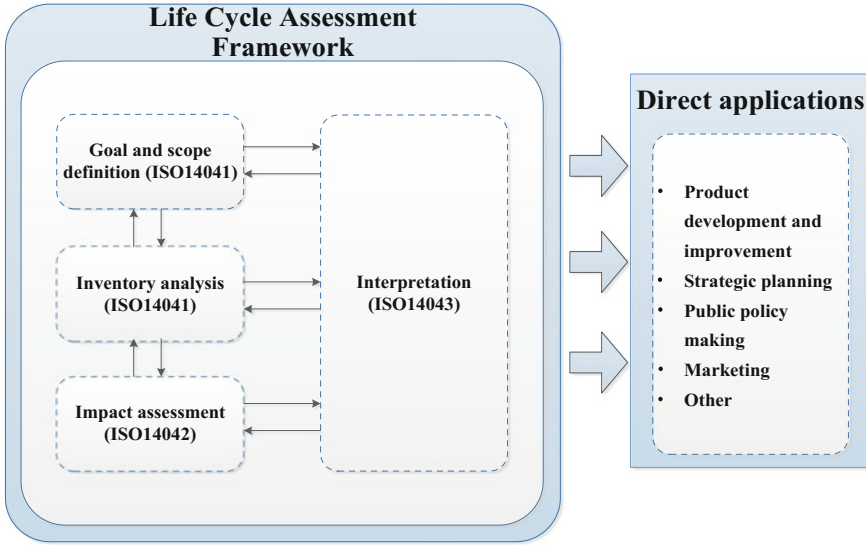 Life Cycle Assessment
Framework
Goal and scope
definition (ISO14041)
Inventory analysis
(ISO14041)
Impact assessment
(ISO14042)
Interpretation
(ISO14043)
Direct applications
• Product
development and
improvement
• Strategic planning
• Public policy
making
• Marketing
• Other